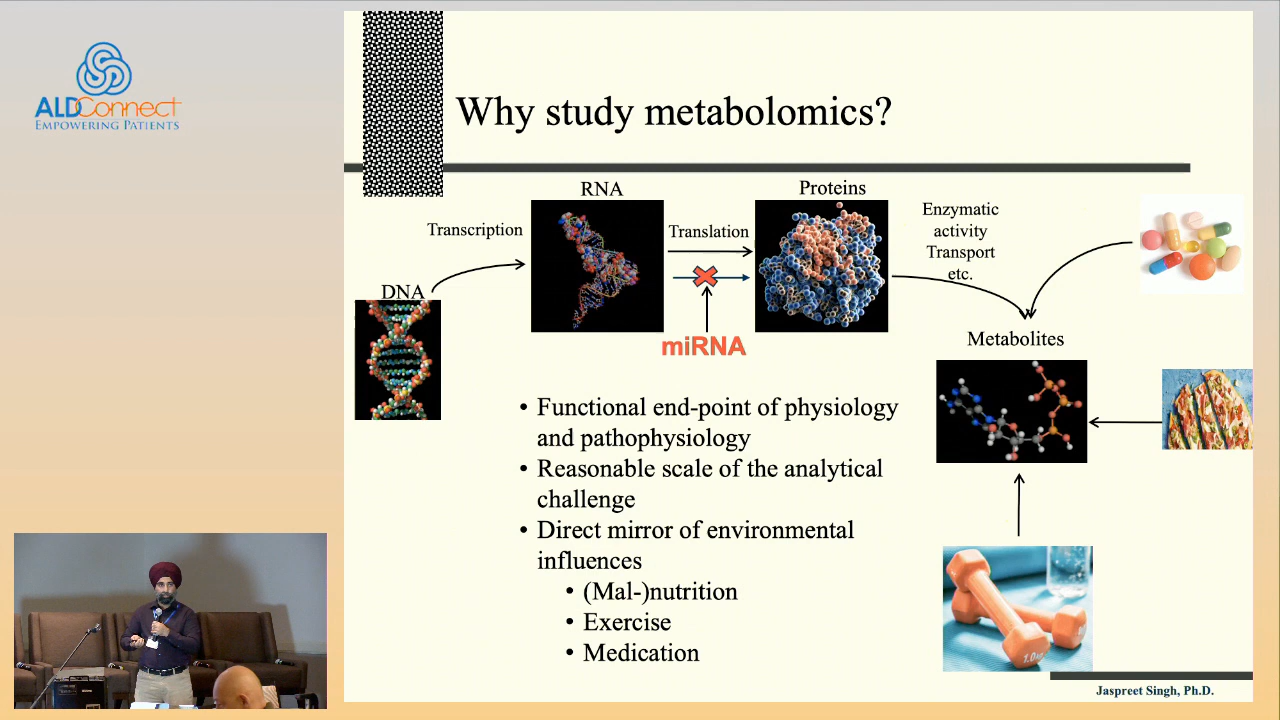 ALDConnect
EMPOWERING PATIENTS
Why study metabolomics?
RNA
Proteins
Transcription
Translation
Enzymatic
activity
Transport
etc.
DNA
miRNA
Metabolites
• Functional end-point of physiology
and pathophysiology
• Reasonable scale of the analytical
challenge
• Direct mirror of environmental
influences
• (Mal-)nutrition
• Exercise
• Medication
1.0KG
Jaspreet Singh, Ph.D.